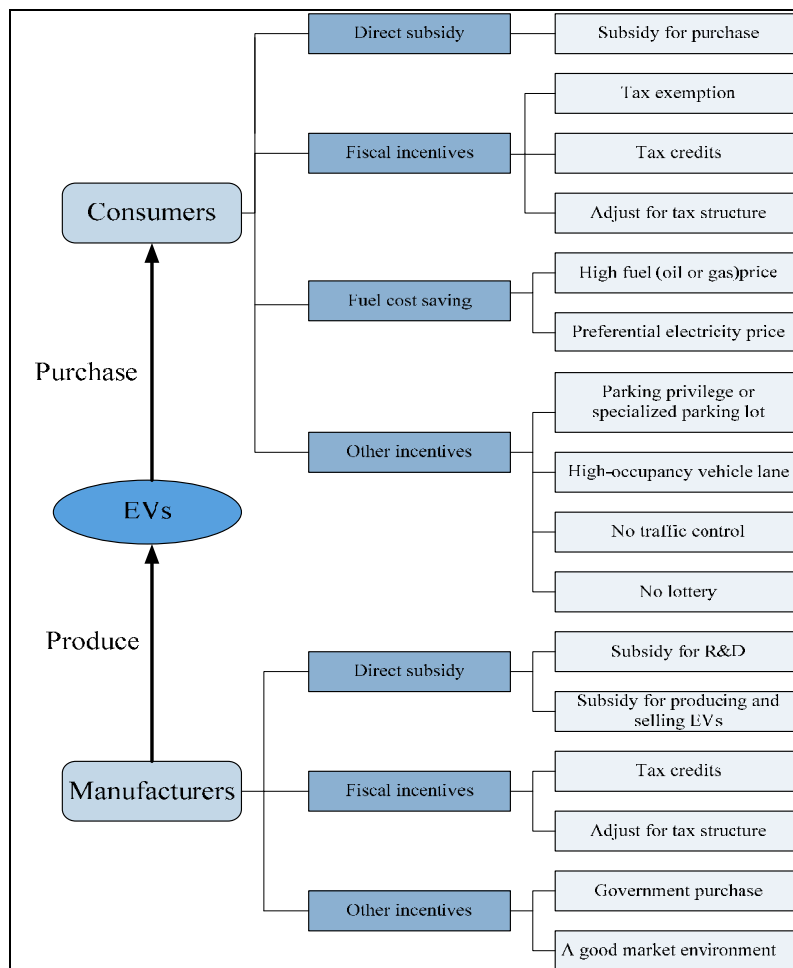 Direct subsidy
Subsidy for purchase
Tax exemption
Fiscal incentives
Tax credits
Consumers
Adjust for tax structure
High fuel (oil or gas)price
Fuel cost saving
Preferential electricity price
Purchase
Parking privilege or
specialized parking lot
Other incentives
High-occupancy vehicle lane
EVs
No traffic control
No lottery
Produce
Subsidy for R&D
Direct subsidy
Subsidy for producing and
selling EVs
Tax credits
Manufacturers
Fiscal incentives
Adjust for tax structure
Government purchase
Other incentives
A good market environment